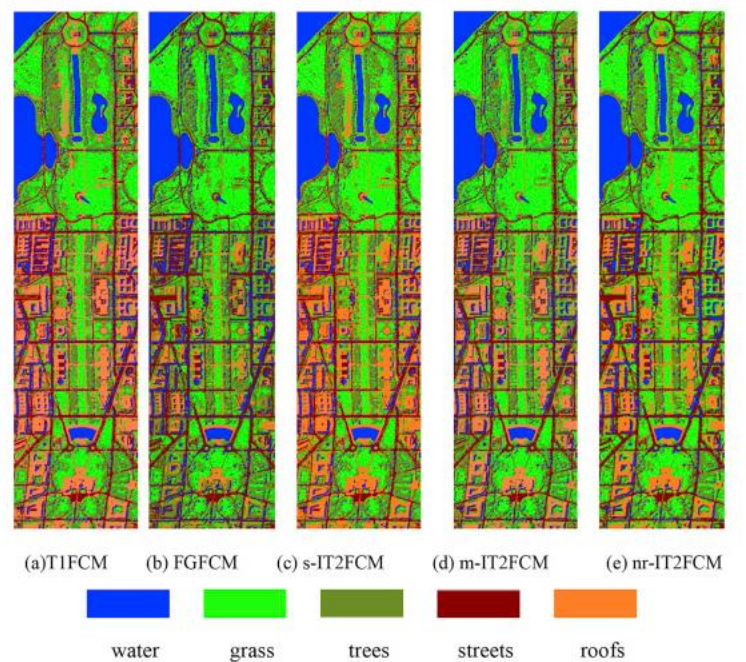 (a)T1FCM (b) FGFCM (c) s-IT2FCM (d) m-IT2FCM (e) nr-IT2FCM
water grass trees streets roofs